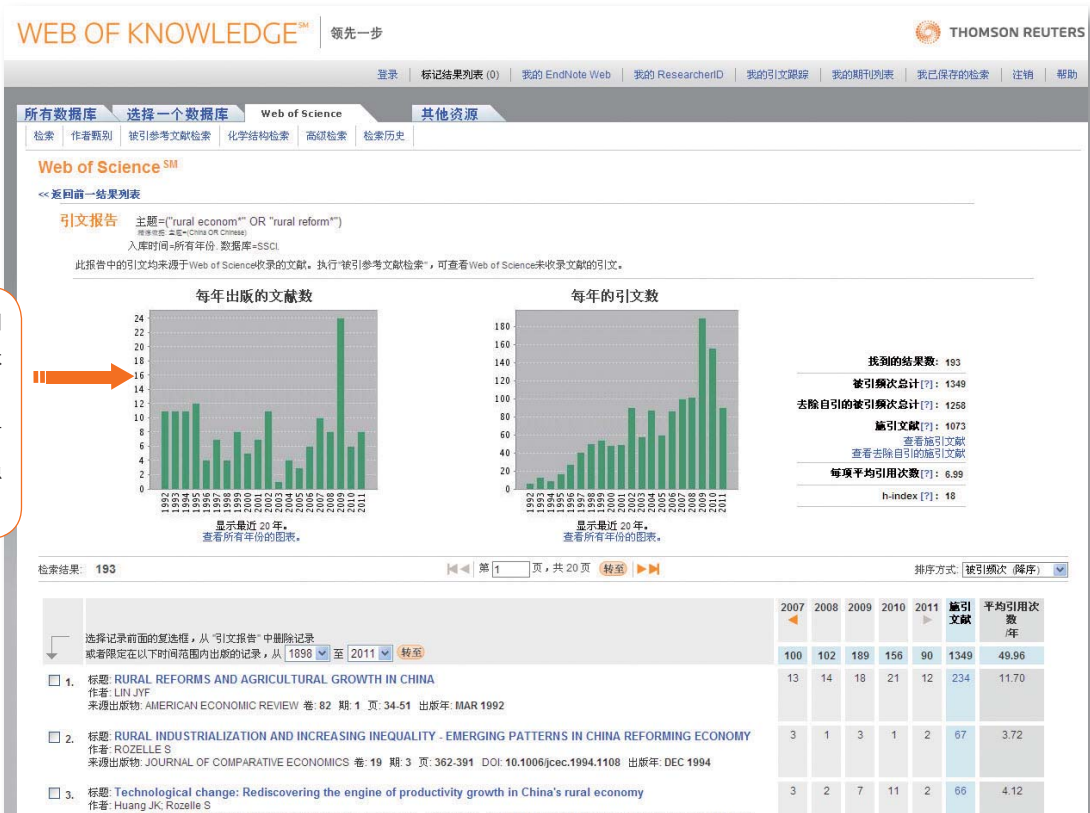 WEB OF KNOWLEDGE℠ 领先一步
THOMSON REUTERS
登录 标记结果列表 (0) 我的 EndNote Web 我的 ResearcherID 我的引文跟踪 我的期刊列表 我已保存的检索 注销 帮助
所有数据库 选择一个数据库 Web of Science 其他资源
检索 作者甄别 被引参考文献检索 化学结构检索 高级检索 检索历史
Web of Science SM
<<返回前一结果列表
引文报告 主题=("rural econom*" OR "rural reform*")
精炼依据: 主题=(China OR Chinese)
入库时间=所有年份. 数据库=SSCI.
此报告中的引文均来源于Web of Science收录的文献。执行"被引参考文献检索"，可查看Web of Science未收录文献的引文。
每年出版的文献数
24
22
20
18
16
14
12
10
8
6
4
2
0
1992 1993 1994 1995 1996 1997 1998 1999 2000 2001 2002 2003 2004 2005 2006 2007 2008 2009 2010 2011
显示最近 20 年。
查看所有年份的图表。
每年的引文数
180
160
140
120
100
80
60
40
20
0
1992 1993 1994 1995 1996 1997 1998 1999 2000 2001 2002 2003 2004 2005 2006 2007 2008 2009 2010 2011
显示最近 20 年。
查看所有年份的图表。
找到的结果数: 193
被引频次总计[?]: 1349
去除自引的被引频次总计[?]: 1258
施引文献[?]: 1073
查看施引文献
查看去除自引的施引文献
每项平均引用次数[?]: 6.99
h-index [?]: 18
检索结果: 193 第 1 页，共 20 页 转至 排序方式: 被引频次 (降序)
2007 2008 2009 2010 2011 施引文献 平均引用次数/年
选择记录前面的复选框，从 "引文报告" 中删除记录
或者限定在以下时间范围内出版的记录，从 1898 至 2011 转至 100 102 189 156 90 1349 49.96
1. 标题: RURAL REFORMS AND AGRICULTURAL GROWTH IN CHINA 13 14 18 21 12 234 11.70
作者: LIN JYF
来源出版物: AMERICAN ECONOMIC REVIEW 卷: 82 期: 1 页: 34-51 出版年: MAR 1992
2. 标题: RURAL INDUSTRIALIZATION AND INCREASING INEQUALITY - EMERGING PATTERNS IN CHINA REFORMING ECONOMY 3 1 3 1 2 67 3.72
作者: ROZELLE S
来源出版物: JOURNAL OF COMPARATIVE ECONOMICS 卷: 19 期: 3 页: 362-391 DOI: 10.1006/jcec.1994.1108 出版年: DEC 1994
3. 标题: Technological change: Rediscovering the engine of productivity growth in China's rural economy 3 2 7 11 2 66 4.12
作者: Huang JK; Rozelle S